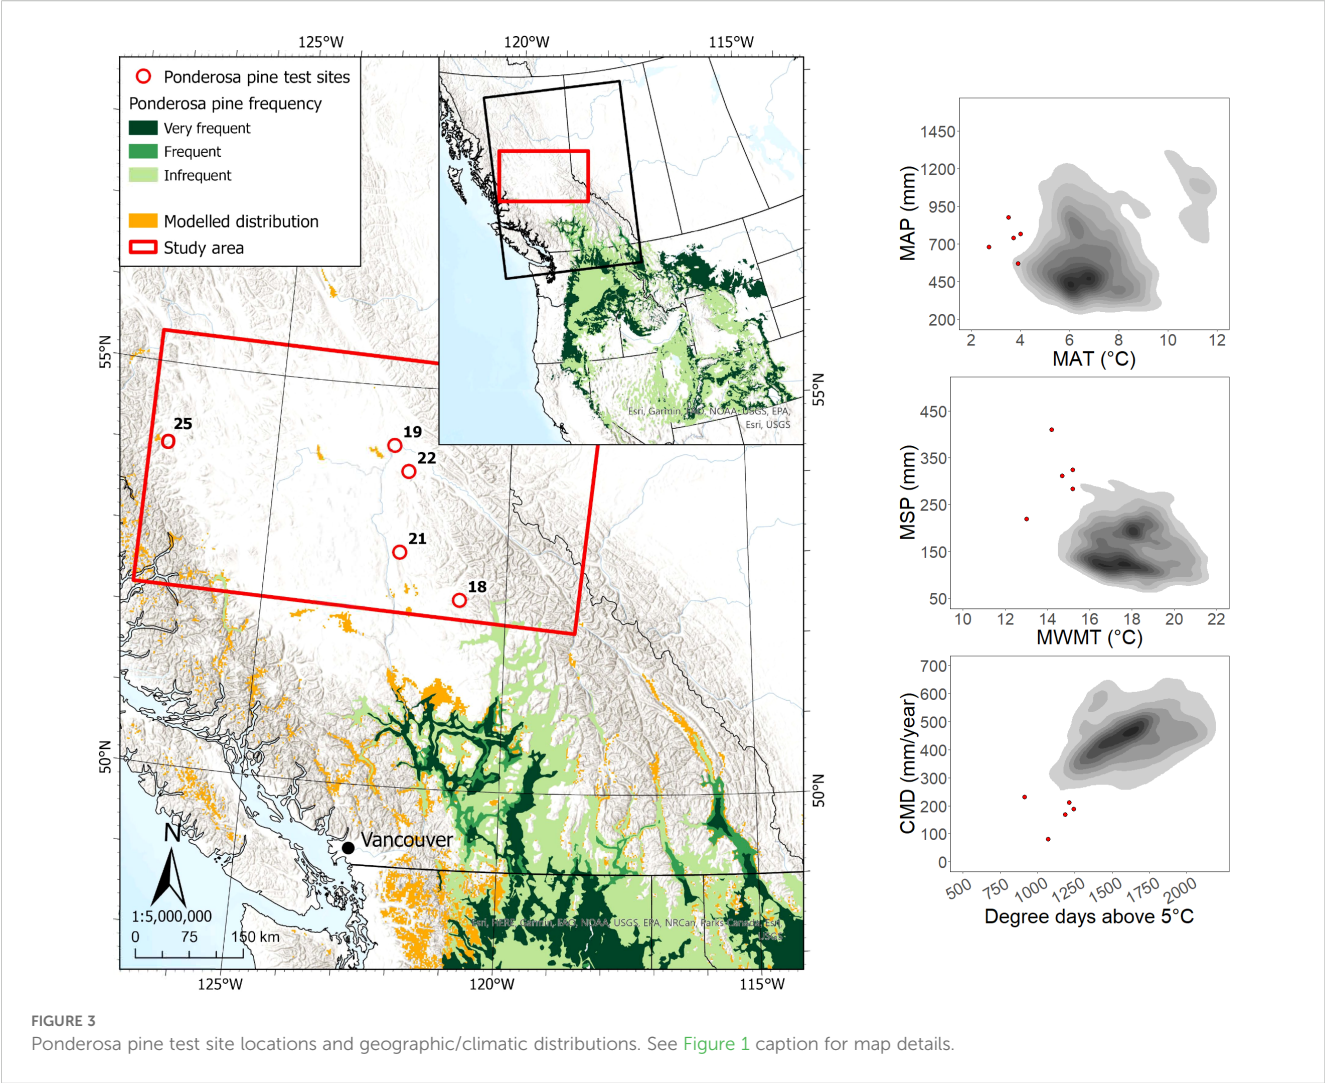 125°W
120°W
115°W
Ponderosa pine test sites
Ponderosa pine frequency
Very frequent
Frequent
Infrequent
Modelled distribution
Study area
55°N
55°N
Esri, USGS
25
19
22
21
18
50°N
50°N
N
Vancouver
1:5,000,000
0 75 150 km
125°W
120°W
115°W
MAP (mm)
1450
1200
950
700
450
200
2 4 6 8 10 12
MAT (°C)
MSP (mm)
450
350
250
150
50
10 12 14 16 18 20 22
MWMT (°C)
CMD (mm/year)
700
600
500
400
300
200
100
0
500 750 1000 1250 1500 1750 2000
Degree days above 5°C
FIGURE 3
Ponderosa pine test site locations and geographic/climatic distributions. See Figure 1 caption for map details.